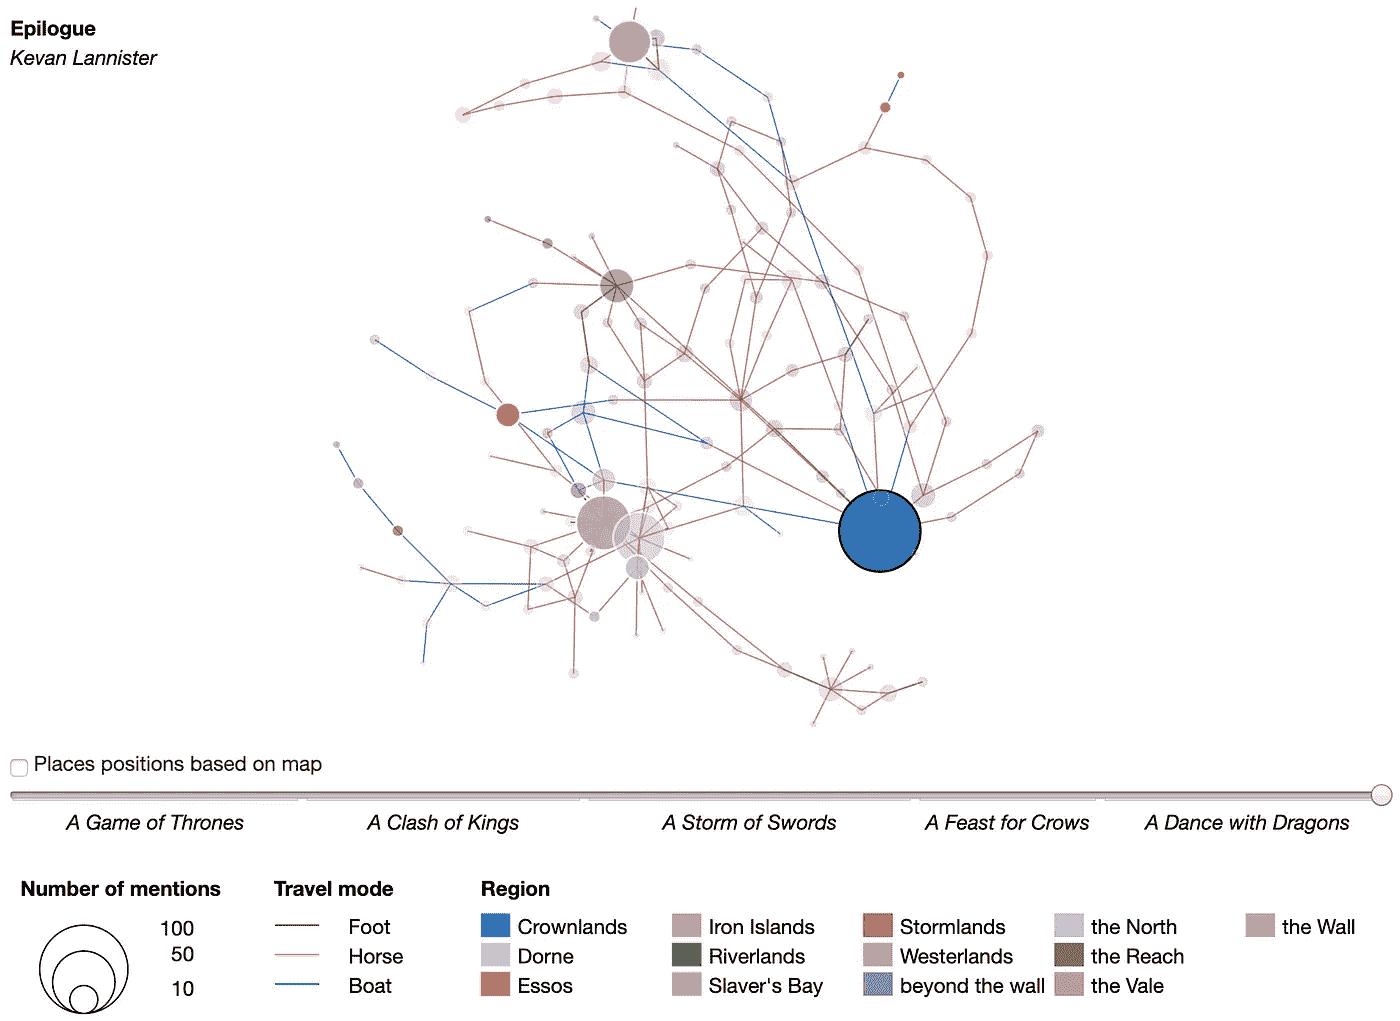 Epilogue
Kevan Lannister
Places positions based on map
A Game of Thrones
A Clash of Kings
A Storm of Swords
A Feast for Crows
A Dance with Dragons
Number of mentions
100
50
10
Travel mode
Foot
Horse
Boat
Region
Crownlands
Dorne
Essos
Iron Islands
Riverlands
Slaver's Bay
Stormlands
Westerlands
beyond the wall
the North
the Reach
the Vale
the Wall